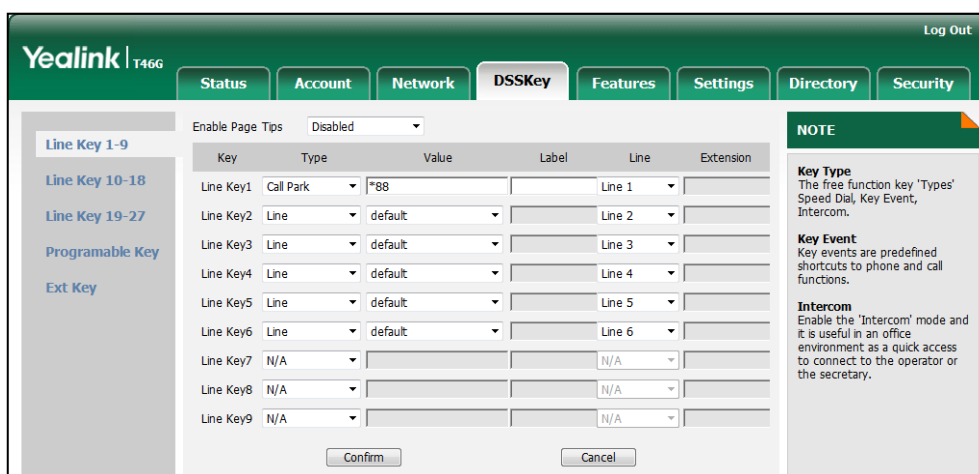 Log Out
Yealink T46G
Status Account Network DSSKey Features Settings Directory Security
Line Key 1-9
Line Key 10-18
Line Key 19-27
Programable Key
Ext Key
Enable Page Tips Disabled
Key Type Value Label Line Extension
Line Key1 Call Park *88 Line 1
Line Key2 Line default Line 2
Line Key3 Line default Line 3
Line Key4 Line default Line 4
Line Key5 Line default Line 5
Line Key6 Line default Line 6
Line Key7 N/A N/A
Line Key8 N/A N/A
Line Key9 N/A N/A
Confirm Cancel
NOTE
Key Type
The free function key 'Types'
Speed Dial, Key Event,
Intercom.
Key Event
Key events are predefined
shortcuts to phone and call
functions.
Intercom
Enable the 'Intercom' mode and
it is useful in an office
environment as a quick access
to connect to the operator or
the secretary.